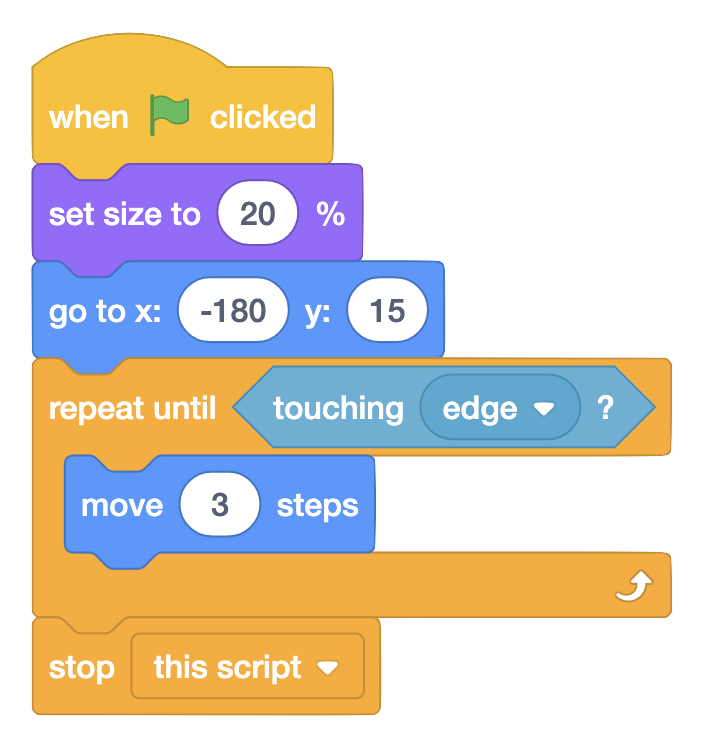 when clicked
set size to 20 %
go to x: -180 y: 15
repeat until touching edge ?
move 3 steps
stop this script